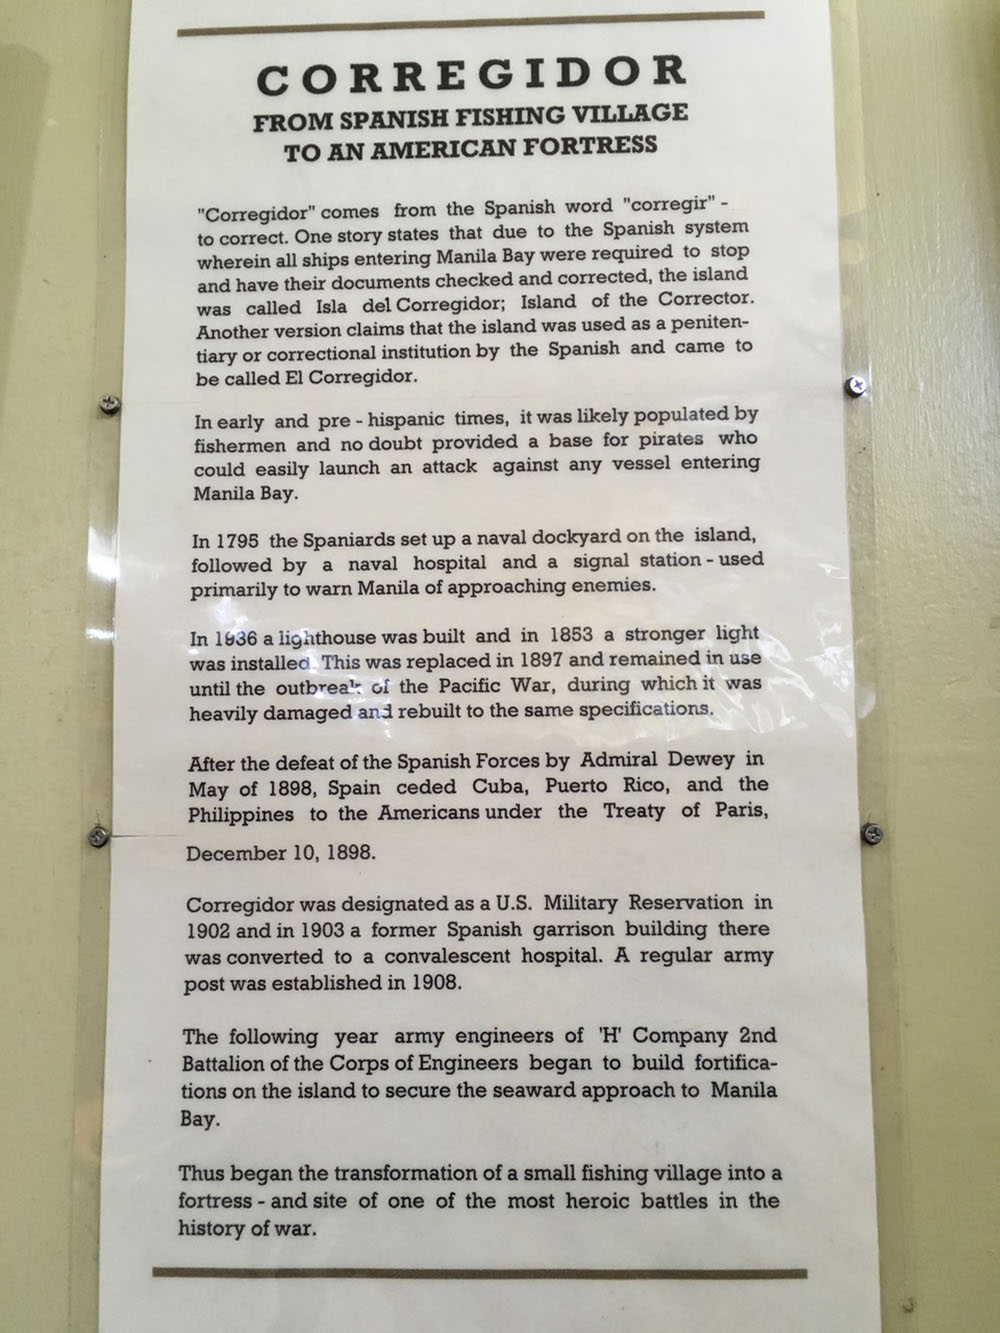 CORREGIDOR
FROM SPANISH FISHING VILLAGE
TO AN AMERICAN FORTRESS
"Corregidor" comes from the Spanish word "corregir" -
to correct. One story states that due to the Spanish system
wherein all ships entering Manila Bay were required to stop
and have their documents checked and corrected, the island
was called Isla del Corregidor; Island of the Corrector.
Another version claims that the island was used as a peniten-
tiary or correctional institution by the Spanish and came to
be called El Corregidor.
In early and pre - hispanic times, it was likely populated by
fishermen and no doubt provided a base for pirates who
could easily launch an attack against any vessel entering
Manila Bay.
In 1795 the Spaniards set up a naval dockyard on the island,
followed by a naval hospital and a signal station - used
primarily to warn Manila of approaching enemies.
In a lighthouse was built and in 1853 a stronger light
was installed. This was replaced in 1897 and remained in use
until the outbreak of the Pacific War, during which it was
heavily damaged and rebuilt to the same specifications.
After the defeat of the Spanish Forces by Admiral Dewey in
May of 1898, Spain ceded Cuba, Puerto Rico, and the
Philippines to the Americans under the Treaty of Paris,
December 10, 1898.
Corregidor was designated as a U.S. Military Reservation in
1902 and in 1903 a former Spanish garrison building there
was converted to a convalescent hospital. A regular army
post was established in 1908.
The following year army engineers of 'H' Company 2nd
Battalion of the Corps of Engineers began to build fortifica-
tions on the island to secure the seaward approach to Manila
Bay.
Thus began the transformation of a small fishing village into a
fortress - and site of one of the most heroic battles in the
history of war.